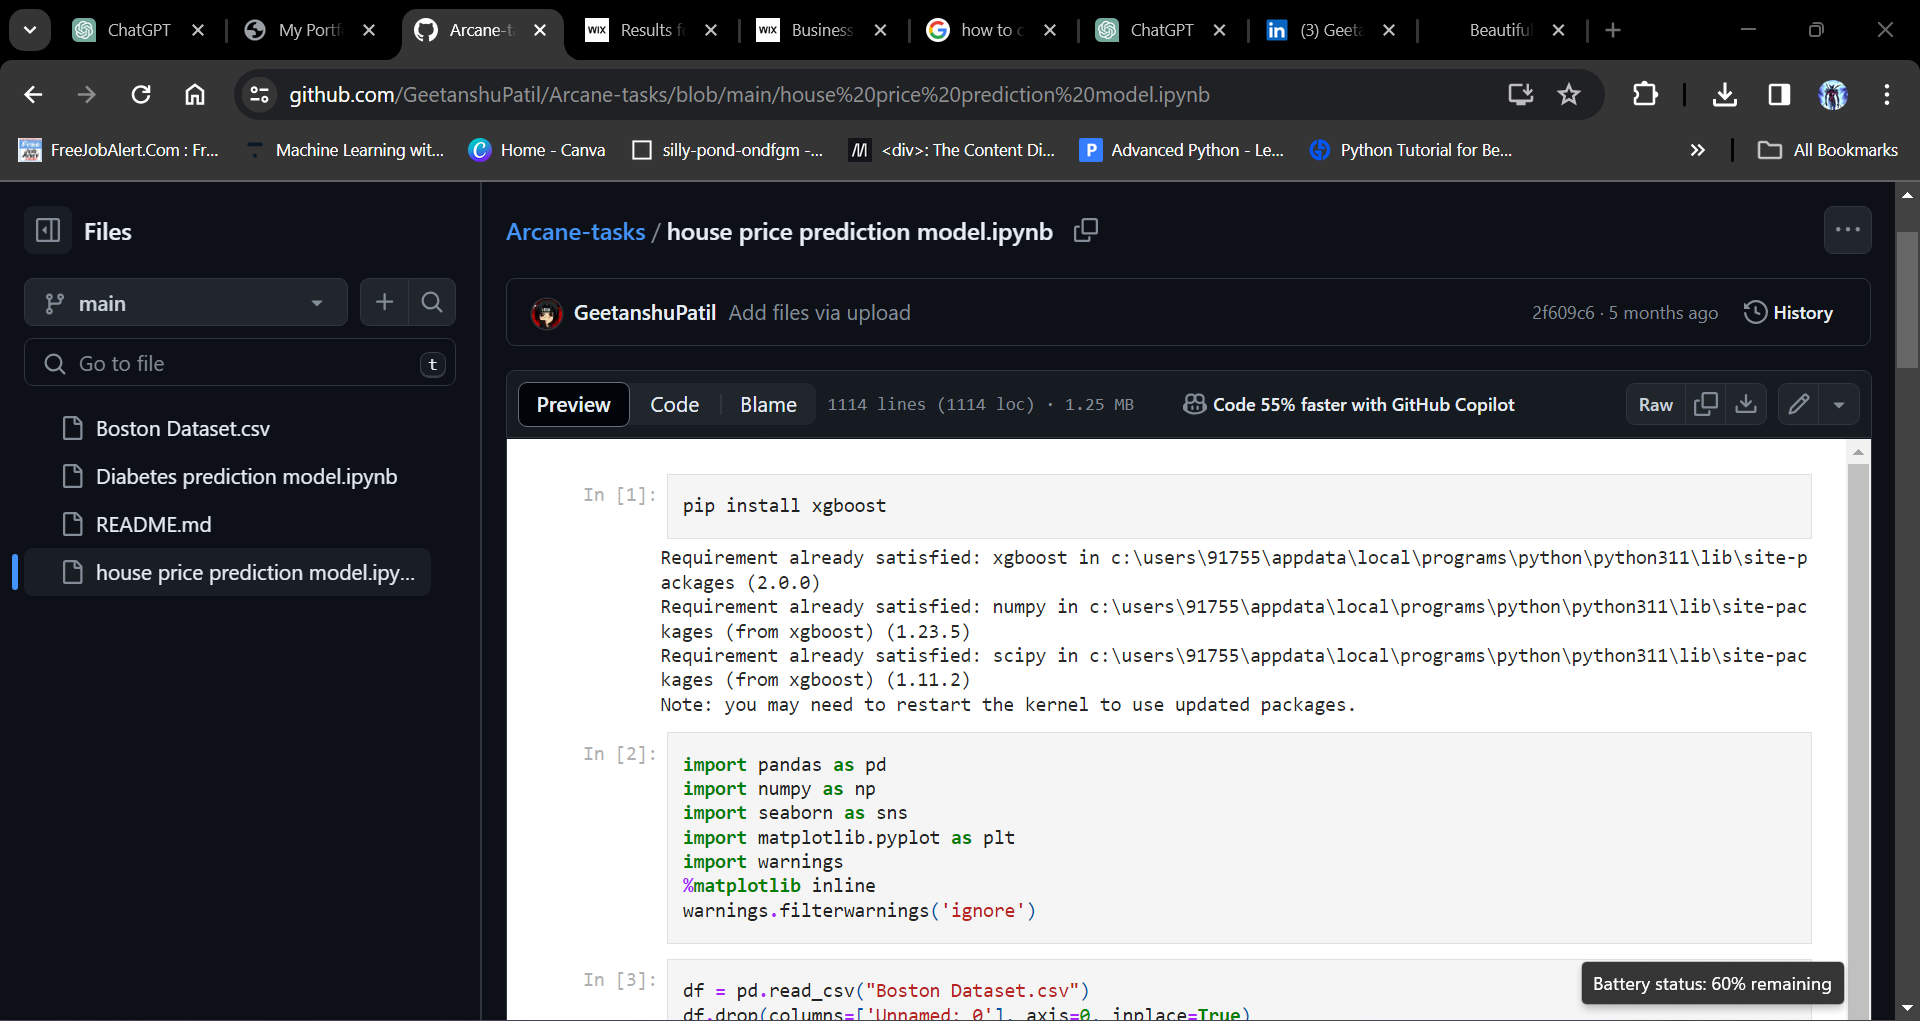 ChatGPT
My Portf
Arcane-t
WIX
Results f
WIX
Business
how to c
ChatGPT
(3) Geeta
Beautiful
github.com/GeetanshuPatil/Arcane-tasks/blob/main/house%20price%20prediction%20model.ipynb
FreeJobAlert.Com : Fr...
Machine Learning wit...
Home - Canva
silly-pond-ondfgm -...
<div>: The Content Di...
Advanced Python - Le...
Python Tutorial for Be...
All Bookmarks
Files
Arcane-tasks / house price prediction model.ipynb
main
GeetanshuPatil Add files via upload
2f609c6 · 5 months ago
History
Go to file
t
Preview
Code
Blame
1114 lines (1114 loc) · 1.25 MB
Code 55% faster with GitHub Copilot
Raw
Boston Dataset.csv
Diabetes prediction model.ipynb
README.md
house price prediction model.ipy...
In [1]:
pip install xgboost
Requirement already satisfied: xgboost in c:\users\91755\appdata\local\programs\python\python311\lib\site-p
ackages (2.0.0)
Requirement already satisfied: numpy in c:\users\91755\appdata\local\programs\python\python311\lib\site-pac
kages (from xgboost) (1.23.5)
Requirement already satisfied: scipy in c:\users\91755\appdata\local\programs\python\python311\lib\site-pac
kages (from xgboost) (1.11.2)
Note: you may need to restart the kernel to use updated packages.
In [2]:
import pandas as pd
import numpy as np
import seaborn as sns
import matplotlib.pyplot as plt
import warnings
%matplotlib inline
warnings.filterwarnings('ignore')
In [3]:
df = pd.read_csv("Boston Dataset.csv")
df.drop(columns=['Unnamed: 0'], axis=0, inplace=True)
Battery status: 60% remaining